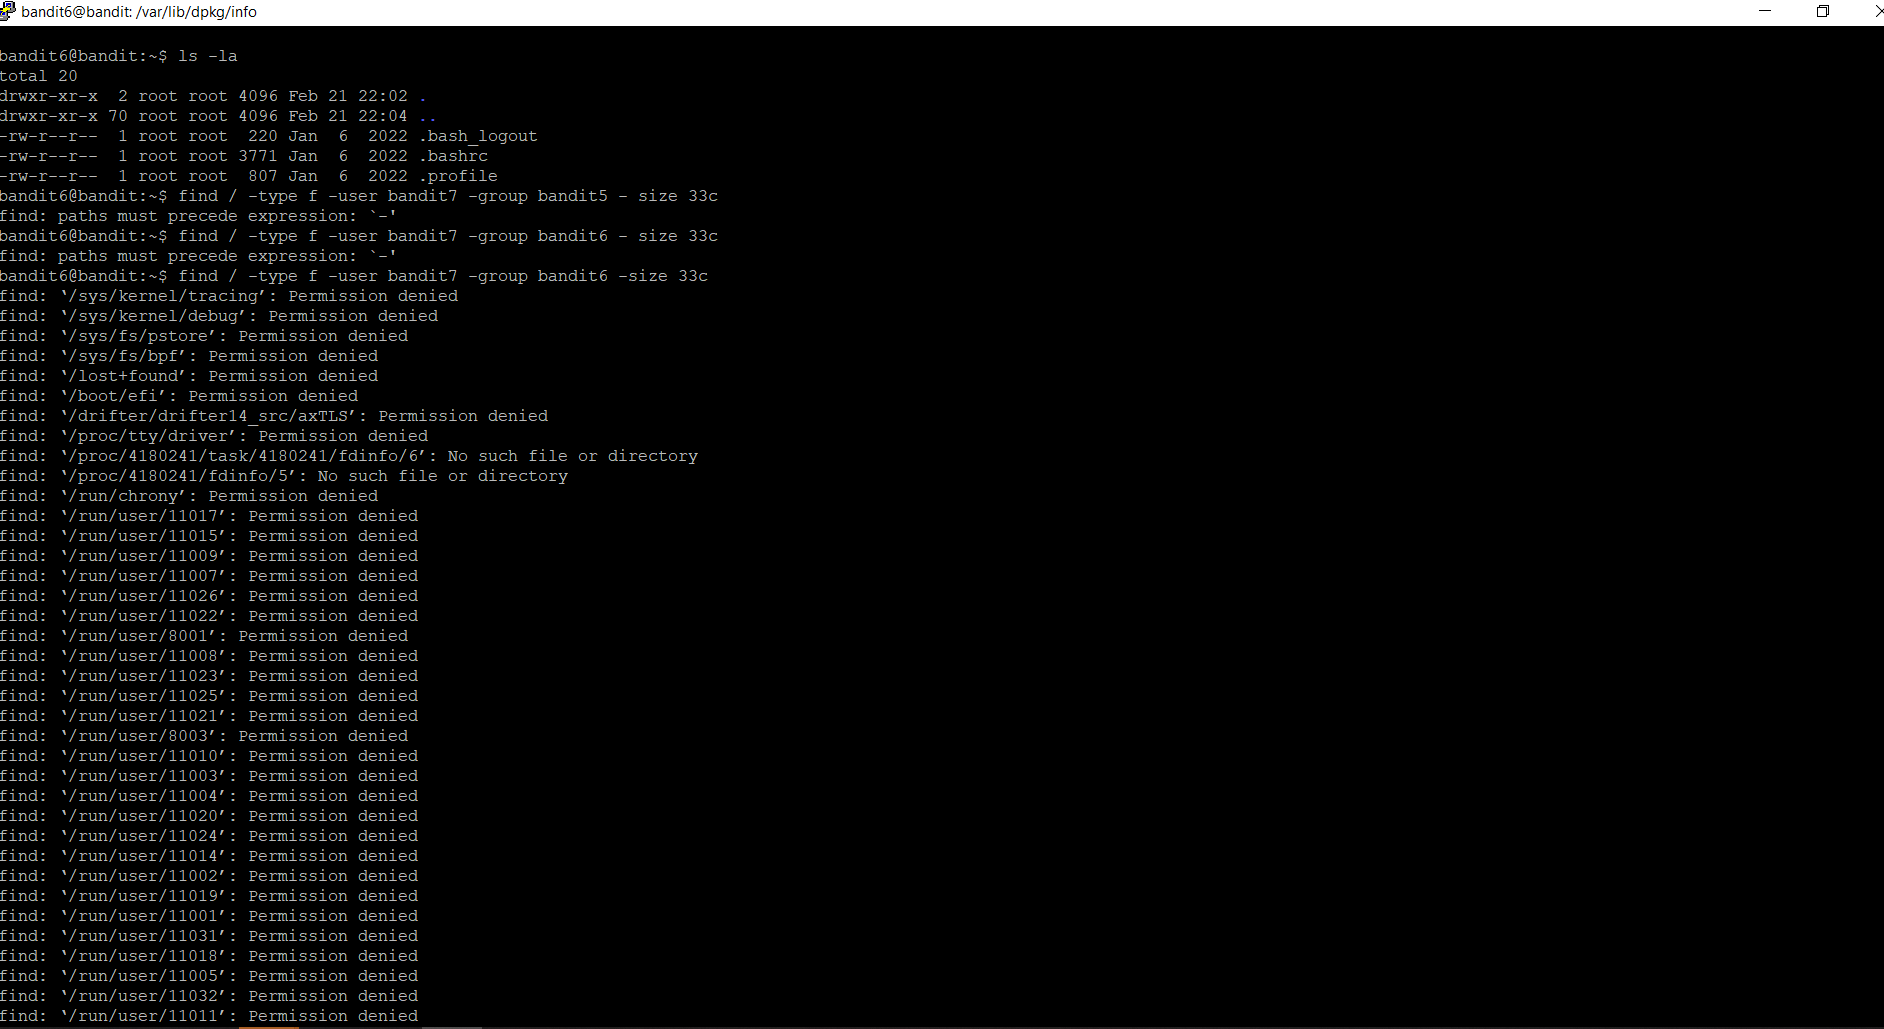 bandit6@bandit: /var/lib/dpkg/info
bandit6@bandit:~$ ls -la
total 20
drwxr-xr-x  2 root root 4096 Feb 21 22:02 .
drwxr-xr-x 70 root root 4096 Feb 21 22:04 ..
-rw-r--r--  1 root root  220 Jan  6  2022 .bash_logout
-rw-r--r--  1 root root 3771 Jan  6  2022 .bashrc
-rw-r--r--  1 root root  807 Jan  6  2022 .profile
bandit6@bandit:~$ find / -type f -user bandit7 -group bandit5 - size 33c
find: paths must precede expression: `-'
bandit6@bandit:~$ find / -type f -user bandit7 -group bandit6 - size 33c
find: paths must precede expression: `-'
bandit6@bandit:~$ find / -type f -user bandit7 -group bandit6 -size 33c
find: ‘/sys/kernel/tracing’: Permission denied
find: ‘/sys/kernel/debug’: Permission denied
find: ‘/sys/fs/pstore’: Permission denied
find: ‘/sys/fs/bpf’: Permission denied
find: ‘/lost+found’: Permission denied
find: ‘/boot/efi’: Permission denied
find: ‘/drifter/drifter14_src/axTLS’: Permission denied
find: ‘/proc/tty/driver’: Permission denied
find: ‘/proc/4180241/task/4180241/fdinfo/6’: No such file or directory
find: ‘/proc/4180241/fdinfo/5’: No such file or directory
find: ‘/run/chrony’: Permission denied
find: ‘/run/user/11017’: Permission denied
find: ‘/run/user/11015’: Permission denied
find: ‘/run/user/11009’: Permission denied
find: ‘/run/user/11007’: Permission denied
find: ‘/run/user/11026’: Permission denied
find: ‘/run/user/11022’: Permission denied
find: ‘/run/user/8001’: Permission denied
find: ‘/run/user/11008’: Permission denied
find: ‘/run/user/11023’: Permission denied
find: ‘/run/user/11025’: Permission denied
find: ‘/run/user/11021’: Permission denied
find: ‘/run/user/8003’: Permission denied
find: ‘/run/user/11010’: Permission denied
find: ‘/run/user/11003’: Permission denied
find: ‘/run/user/11004’: Permission denied
find: ‘/run/user/11020’: Permission denied
find: ‘/run/user/11024’: Permission denied
find: ‘/run/user/11014’: Permission denied
find: ‘/run/user/11002’: Permission denied
find: ‘/run/user/11019’: Permission denied
find: ‘/run/user/11001’: Permission denied
find: ‘/run/user/11031’: Permission denied
find: ‘/run/user/11018’: Permission denied
find: ‘/run/user/11005’: Permission denied
find: ‘/run/user/11032’: Permission denied
find: ‘/run/user/11011’: Permission denied